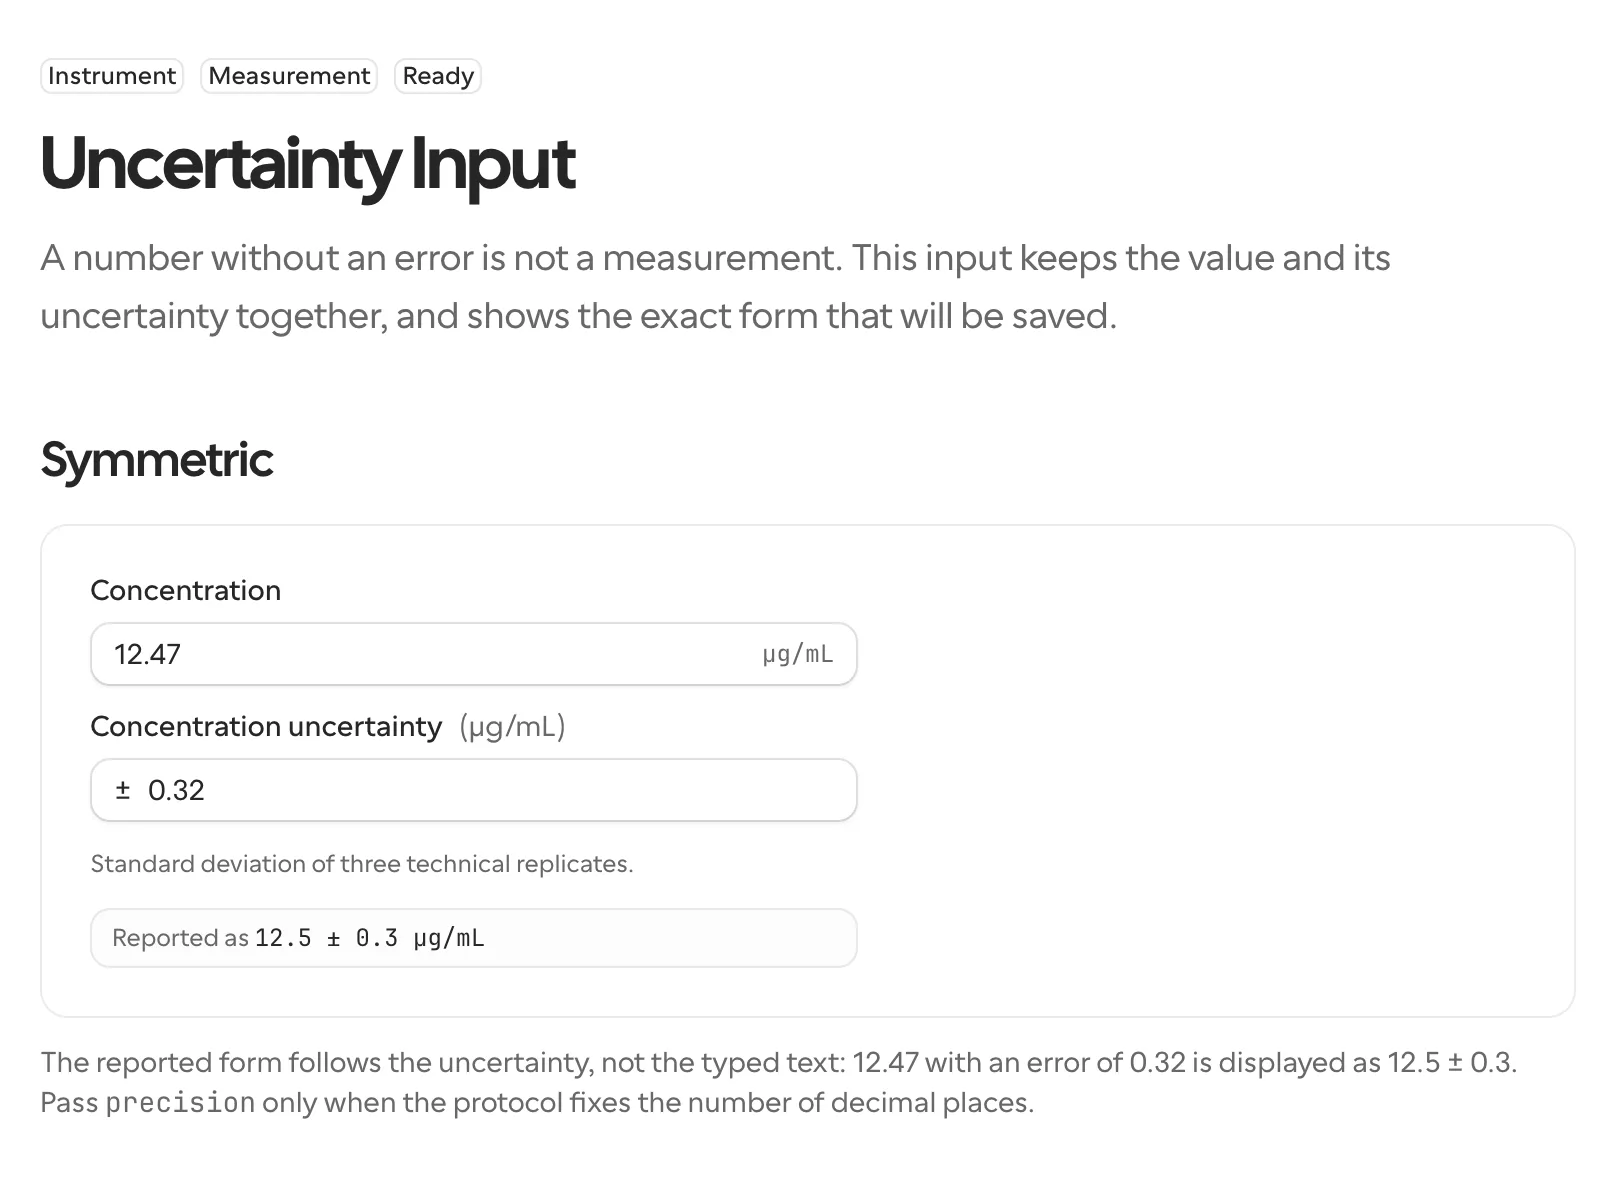 Instrument Measurement Ready
Uncertainty Input
A number without an error is not a measurement. This input keeps the value and its
uncertainty together, and shows the exact form that will be saved.
Symmetric
Concentration
12.47 µg/mL
Concentration uncertainty (µg/mL)
± 0.32
Standard deviation of three technical replicates.
Reported as 12.5 ± 0.3 µg/mL
The reported form follows the uncertainty, not the typed text: 12.47 with an error of 0.32 is displayed as 12.5 ± 0.3.
Pass precision only when the protocol fixes the number of decimal places.